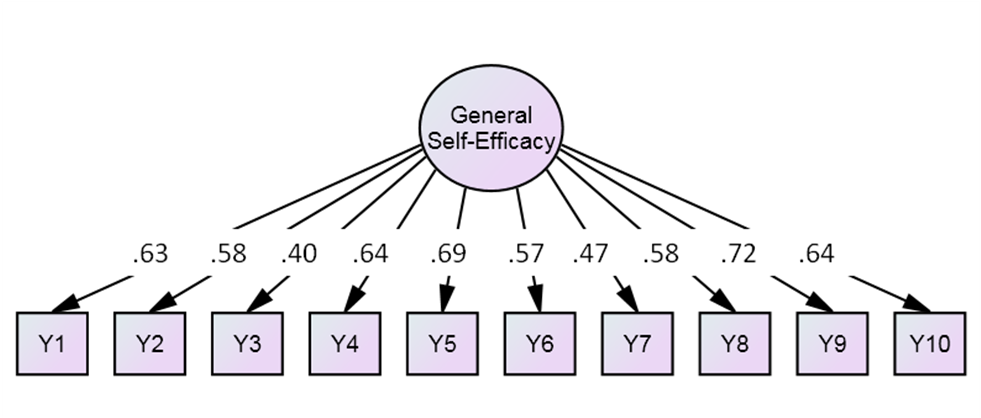 General
Self-Efficacy
.63 .58 .40 .64 .69 .57 .47 .58 .72 .64
Y1 Y2 Y3 Y4 Y5 Y6 Y7 Y8 Y9 Y10